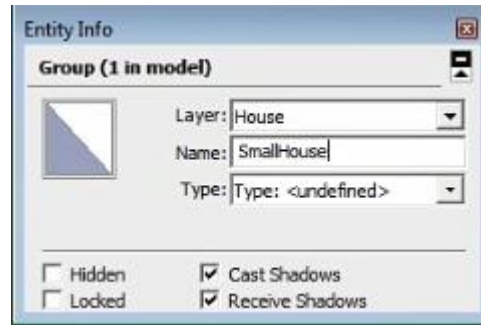 Entity Info
Group (1 in model)
Layer: House
Name: SmallHouse
Type: Type: <undefined>
Hidden Cast Shadows
Locked Receive Shadows